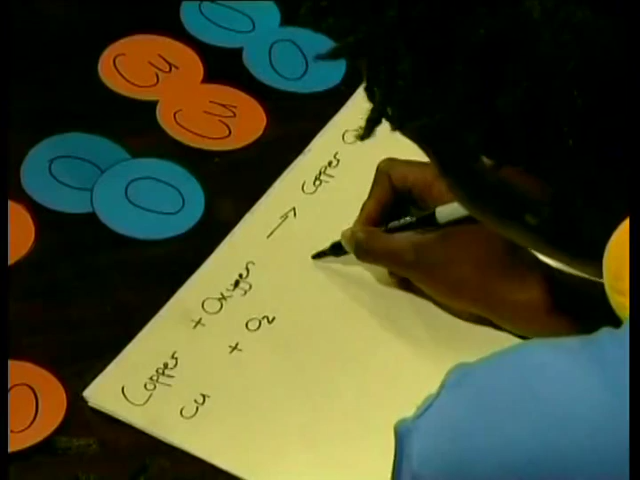 O O
Cu Cu
O O
O
Copper + Oxygen → Copper
Cu + O2